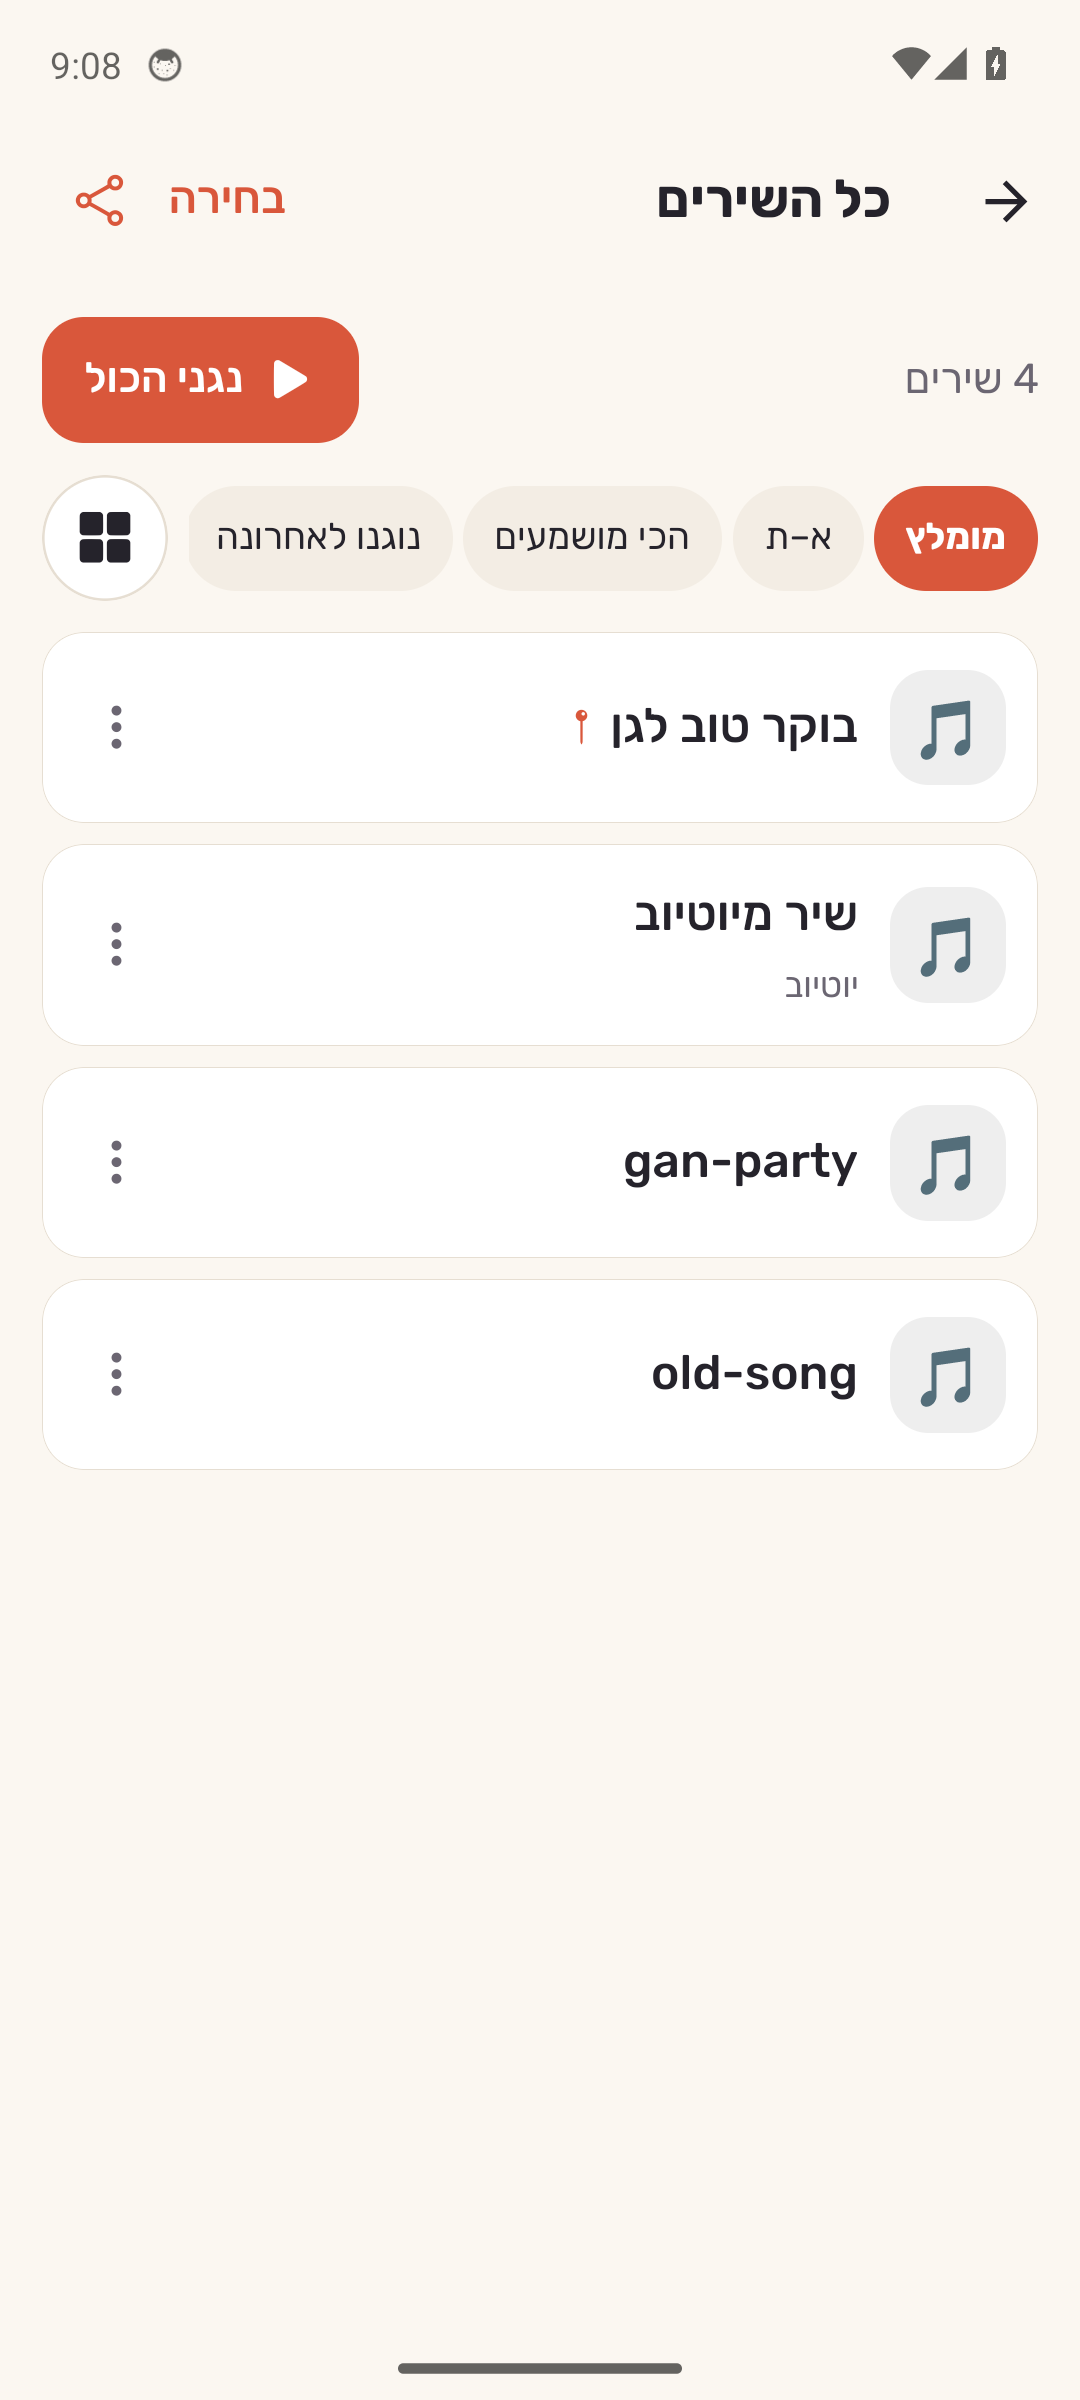 9:08
כל השירים
בחירה
4 שירים
נגני הכול
מומלץ
א–ת
הכי מושמעים
נוגנו לאחרונה
בוקר טוב לגן
שיר מיוטיוב
יוטיוב
gan-party
old-song